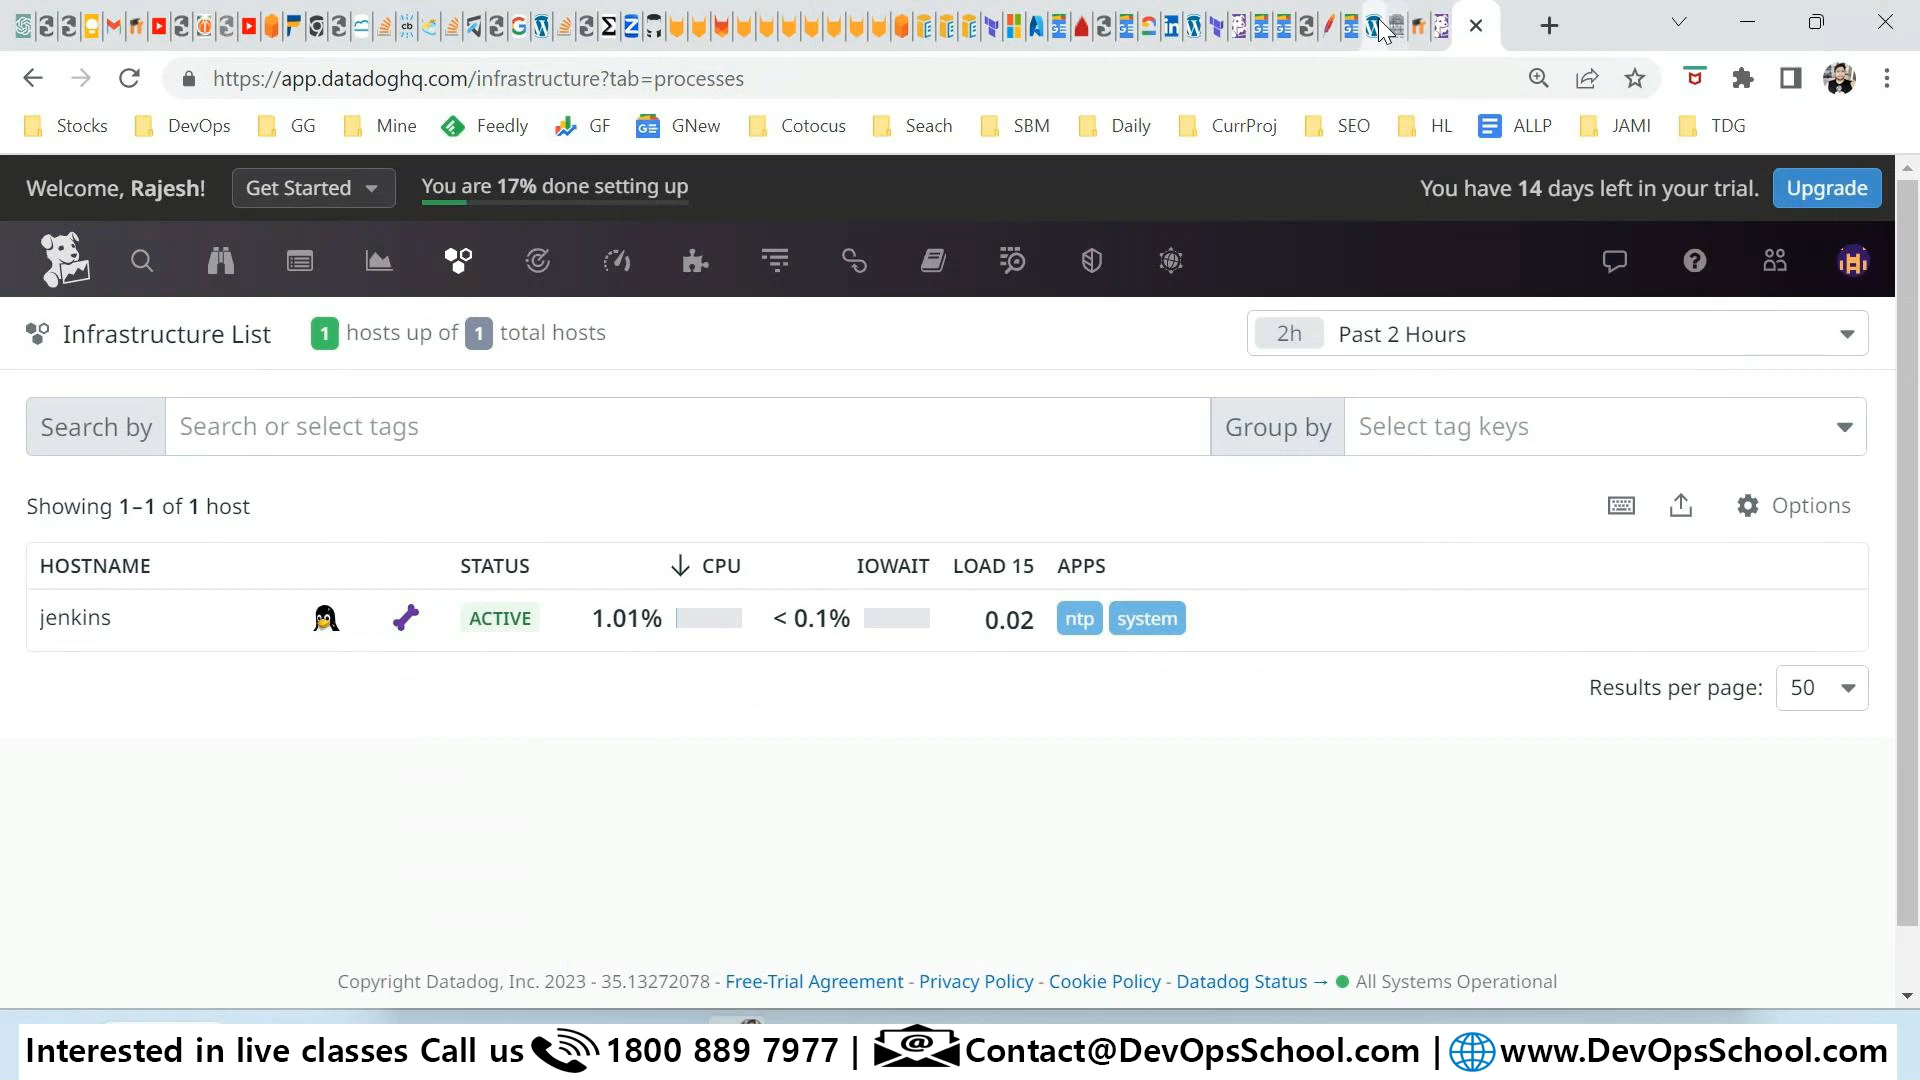 https://app.datadoghq.com/infrastructure?tab=processes
Stocks DevOps GG Mine Feedly GF GNew Cotocus Seach SBM Daily CurrProj SEO HL ALLP JAMI TDG
Welcome, Rajesh! Get Started You are 17% done setting up You have 14 days left in your trial. Upgrade
Infrastructure List 1 hosts up of 1 total hosts 2h Past 2 Hours
Search by Search or select tags Group by Select tag keys
Showing 1–1 of 1 host Options
HOSTNAME STATUS CPU IOWAIT LOAD 15 APPS
jenkins ACTIVE 1.01% < 0.1% 0.02 ntp system
Results per page: 50
Copyright Datadog, Inc. 2023 - 35.13272078 - Free-Trial Agreement - Privacy Policy - Cookie Policy - Datadog Status → All Systems Operational
Interested in live classes Call us 1800 889 7977 | Contact@DevOpsSchool.com | www.DevOpsSchool.com